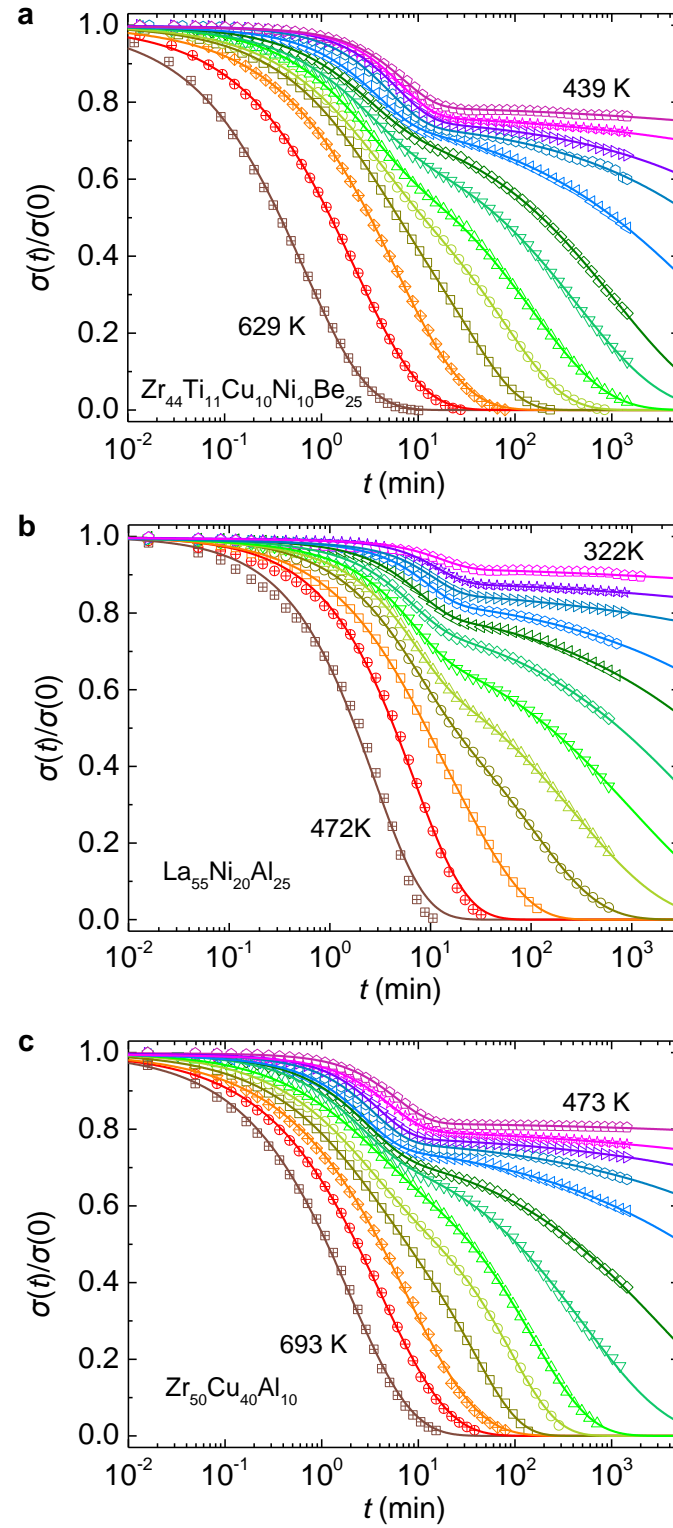 a
σ(t)/σ(0)
1.0
0.8
0.6
0.4
0.2
0.0
439 K
629 K
Zr44Ti11Cu10Ni10Be25
10-2 10-1 100 101 102 103
t (min)
b
σ(t)/σ(0)
1.0
0.8
0.6
0.4
0.2
0.0
322K
472K
La55Ni20Al25
10-2 10-1 100 101 102 103
t (min)
c
σ(t)/σ(0)
1.0
0.8
0.6
0.4
0.2
0.0
473 K
693 K
Zr50Cu40Al10
10-2 10-1 100 101 102 103
t (min)